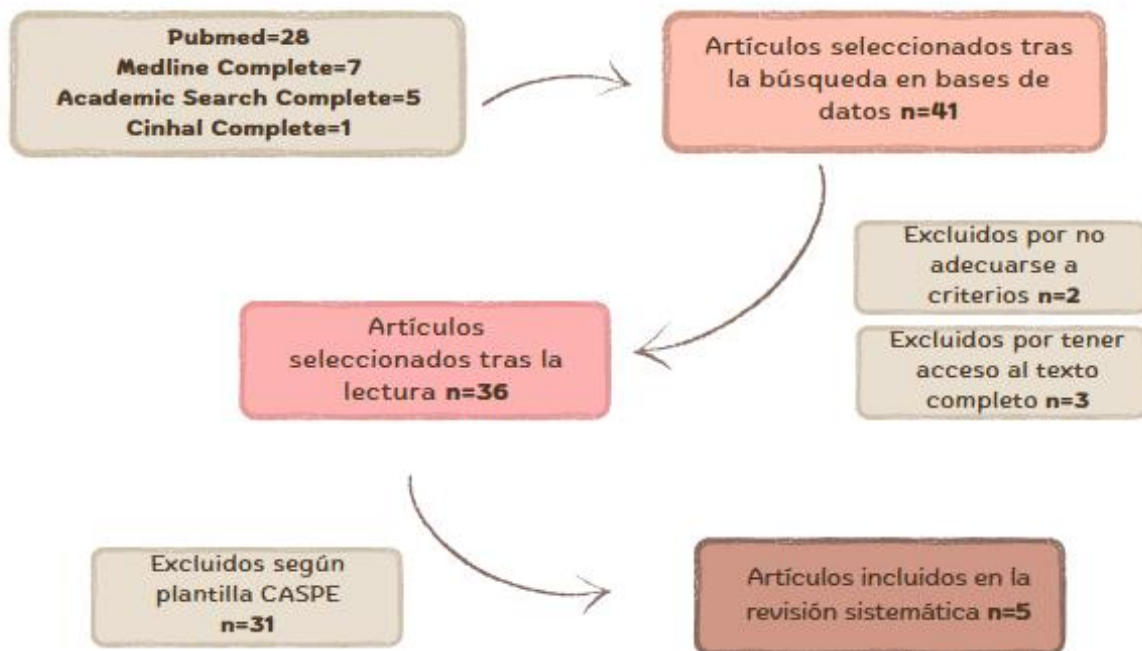 Pubmed=28
Medline Complete=7
Academic Search Complete=5
Cinhal Complete=1
Artículos seleccionados tras
la búsqueda en bases de
datos n=41
Excluidos por no
adecuarse a
criterios n=2
Excluidos por tener
acceso al texto
completo n=3
Artículos
seleccionados tras la
lectura n=36
Excluidos según
plantilla CASPE
n=31
Artículos incluidos en la
revisión sistemática n=5